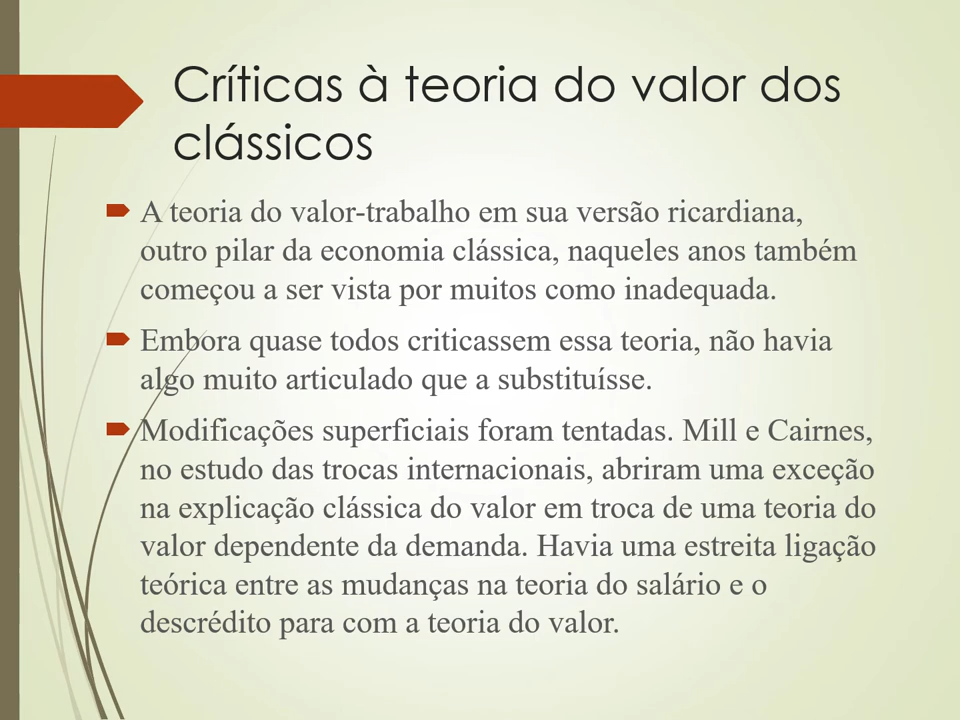 Críticas à teoria do valor dos
clássicos
A teoria do valor-trabalho em sua versão ricardiana,
outro pilar da economia clássica, naqueles anos também
começou a ser vista por muitos como inadequada.
Embora quase todos criticassem essa teoria, não havia
algo muito articulado que a substituísse.
Modificações superficiais foram tentadas. Mill e Cairnes,
no estudo das trocas internacionais, abriram uma exceção
na explicação clássica do valor em troca de uma teoria do
valor dependente da demanda. Havia uma estreita ligação
teórica entre as mudanças na teoria do salário e o
descrédito para com a teoria do valor.